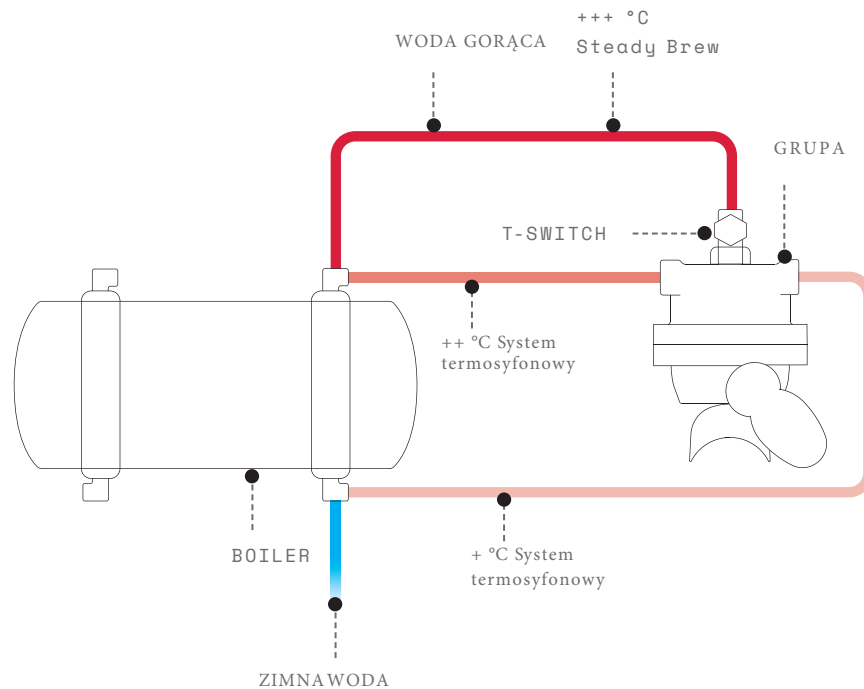 +++ °C
WODA GORĄCA
Steady Brew
GRUPA
T-SWITCH
++ °C System
termosyfonowy
BOILER
+ °C System
termosyfonowy
ZIMNA WODA